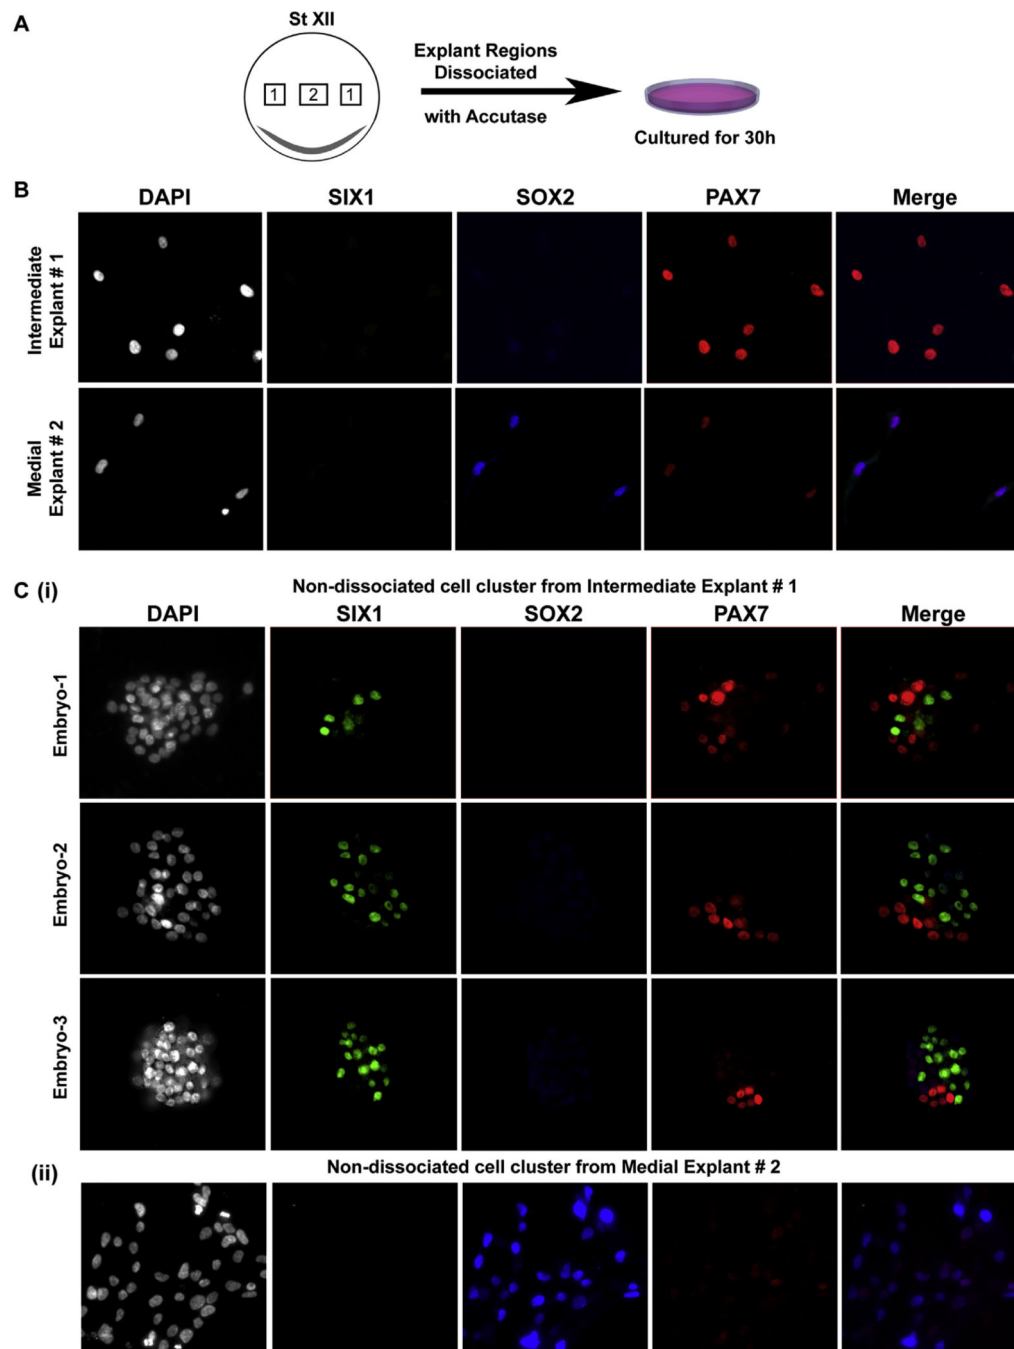 A
St XII
1
2
1
Explant Regions
Dissociated
with Accutase
Cultured for 30h
B
DAPI SIX1 SOX2 PAX7 Merge
Intermediate
Explant # 1
Medial
Explant # 2
C (i) Non-dissociated cell cluster from Intermediate Explant # 1
DAPI SIX1 SOX2 PAX7 Merge
Embryo-1
Embryo-2
Embryo-3
(ii) Non-dissociated cell cluster from Medial Explant # 2